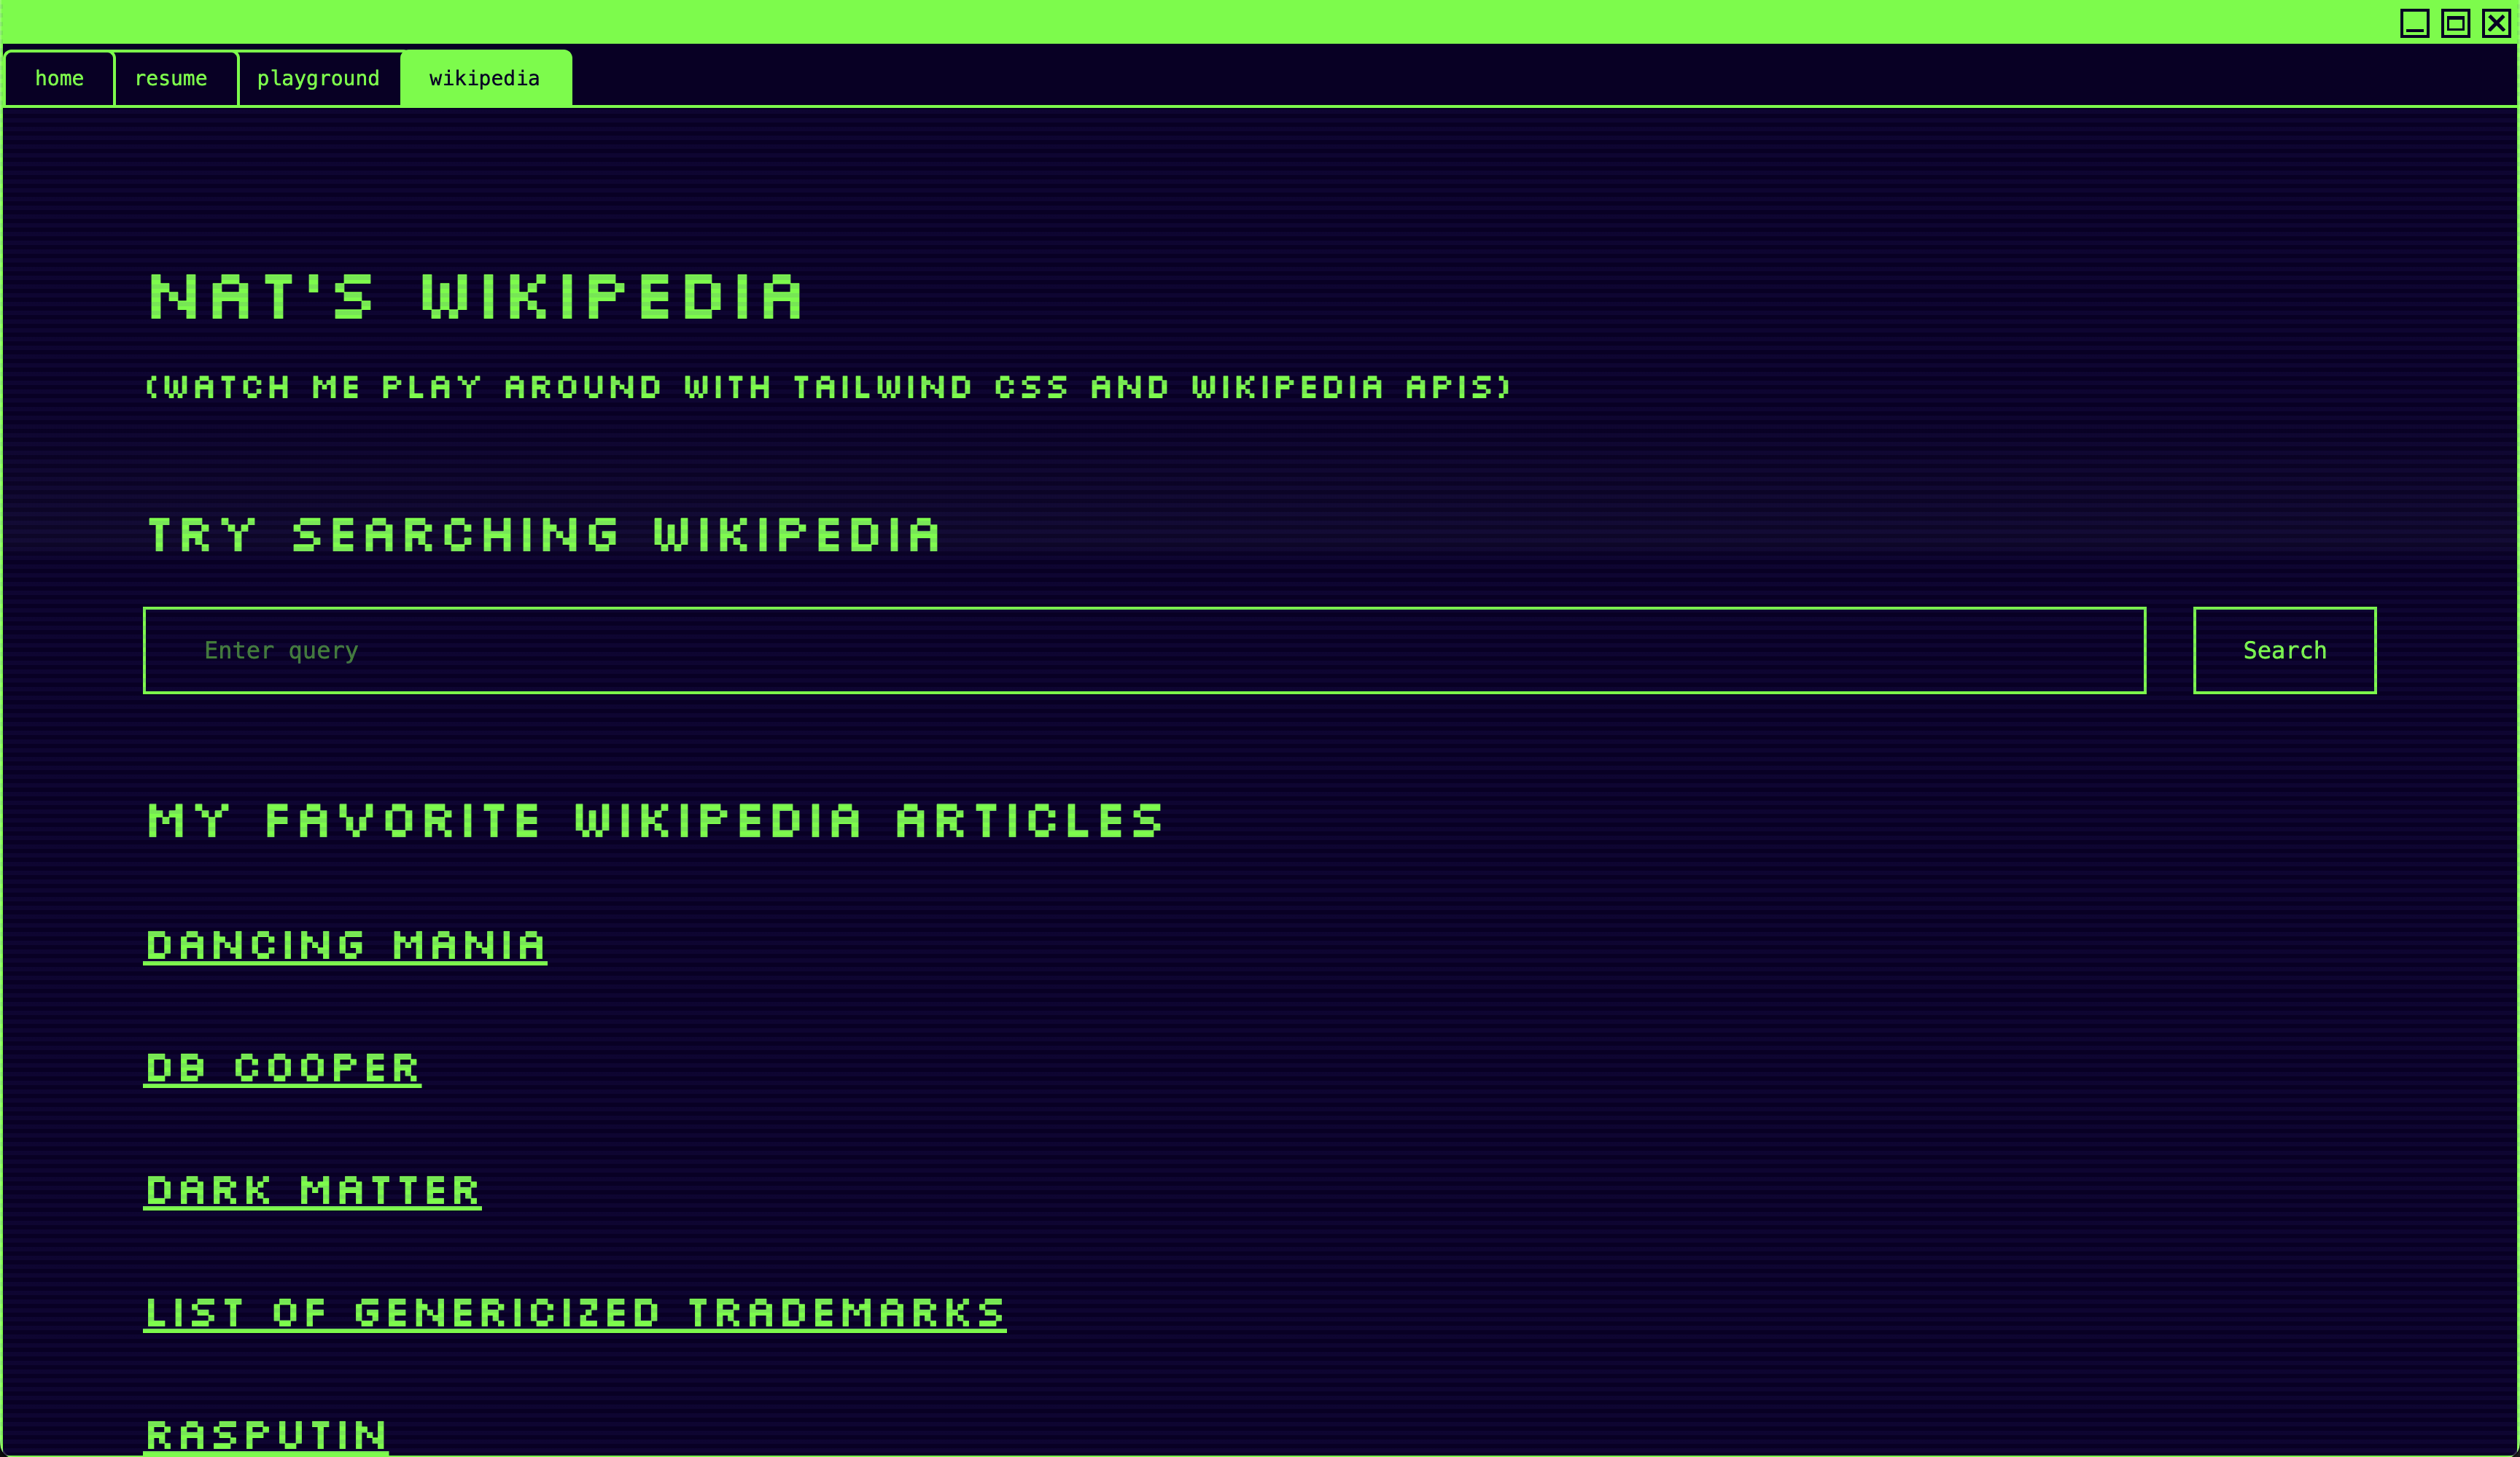 home resume playground wikipedia
NAT'S WIKIPEDIA
(WATCH ME PLAY AROUND WITH TAILWIND CSS AND WIKIPEDIA APIS)
TRY SEARCHING WIKIPEDIA
Enter query Search
MY FAVORITE WIKIPEDIA ARTICLES
DANCING MANIA
DB COOPER
DARK MATTER
LIST OF GENERICIZED TRADEMARKS
RASPUTIN